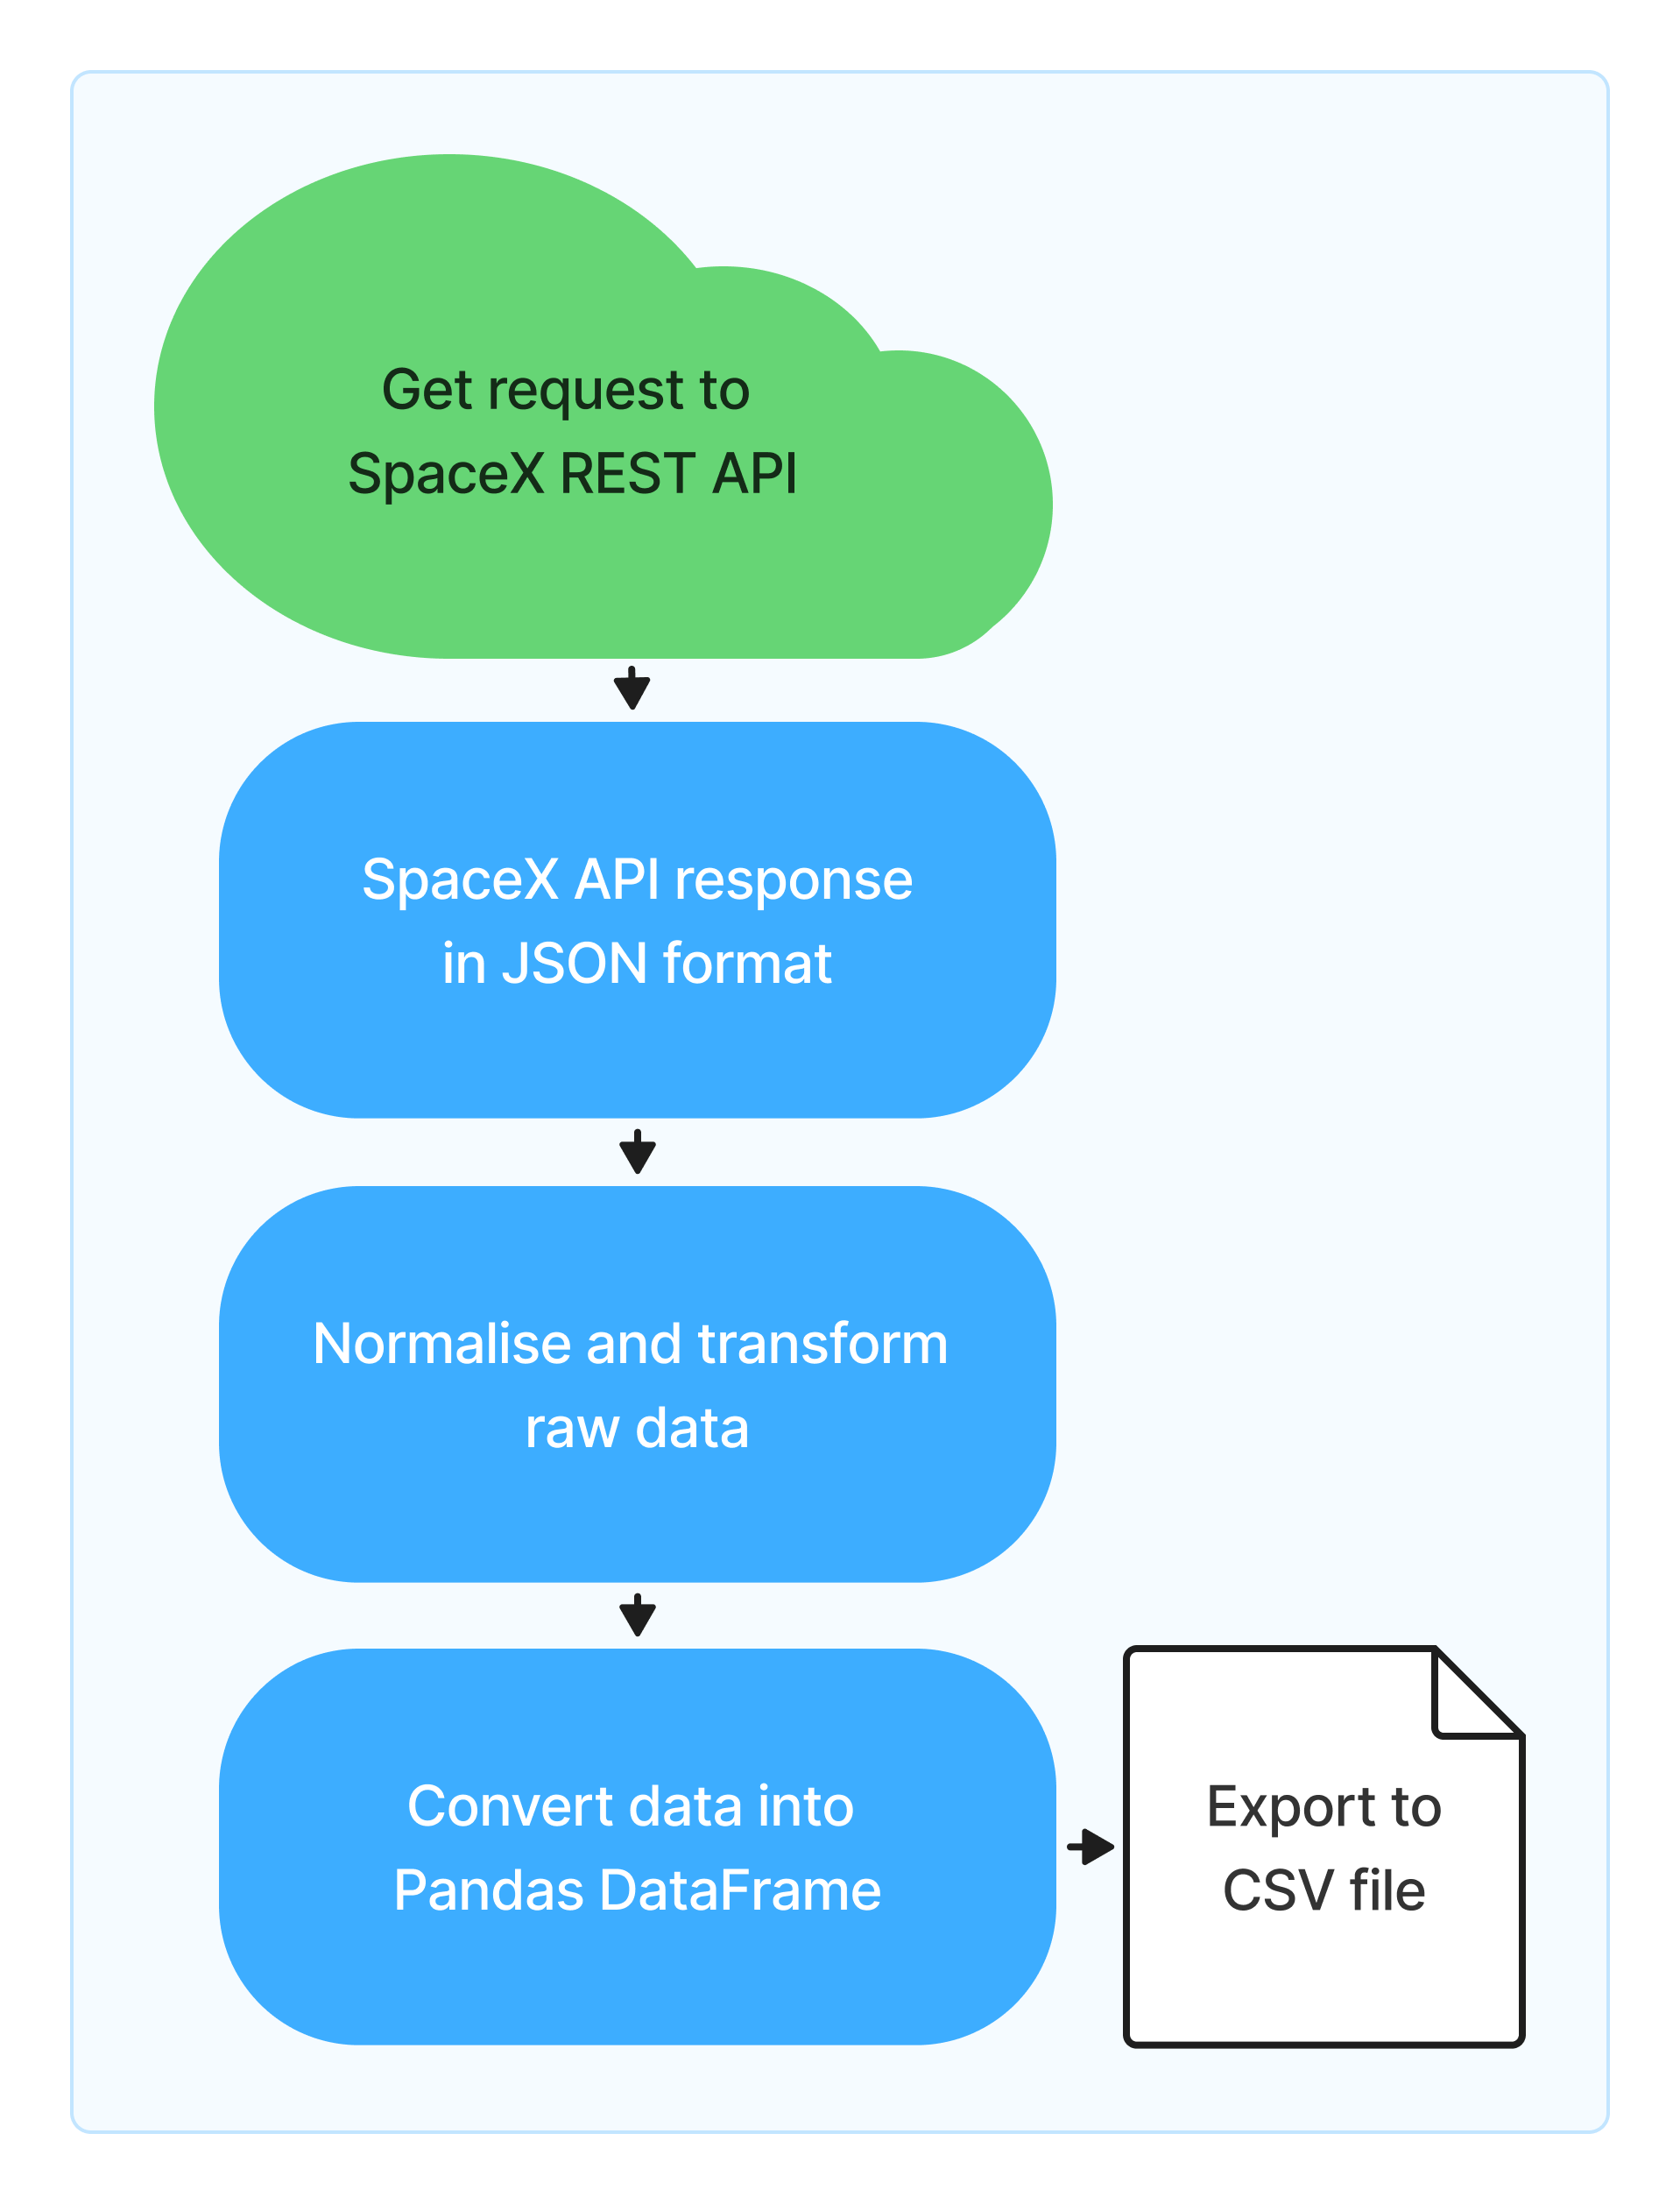 Get request to
SpaceX REST API
SpaceX API response
in JSON format
Normalise and transform
raw data
Convert data into
Pandas DataFrame
Export to
CSV file